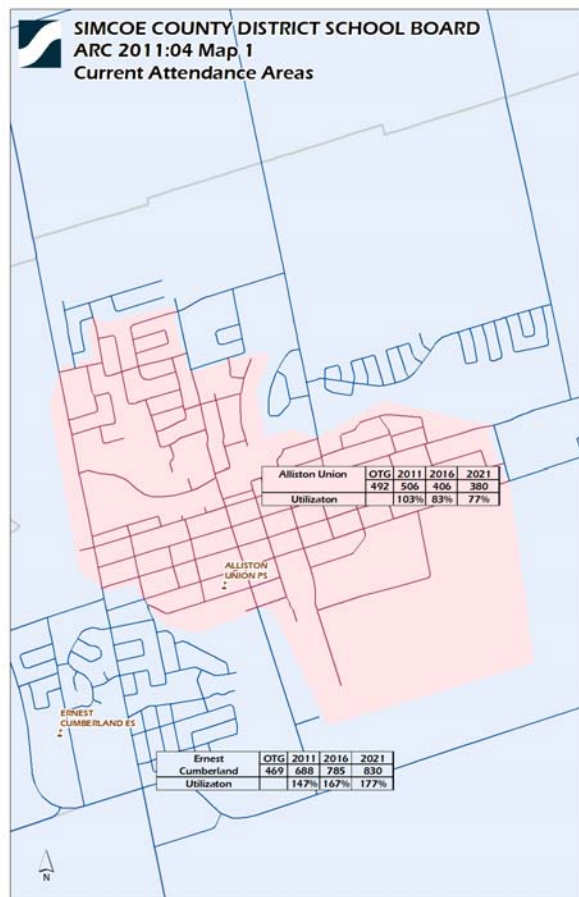 SIMCOE COUNTY DISTRICT SCHOOL BOARD
ARC 2011:04 Map 1
Current Attendance Areas
Alliston Union OTG 2011 2016 2021
492 506 406 380
Utilizaton 103% 83% 77%
ALLISTON
UNION PS
ERNEST
CUMBERLAND ES
Ernest OTG 2011 2016 2021
Cumberland 469 688 785 830
Utilizaton 147% 167% 177%
N